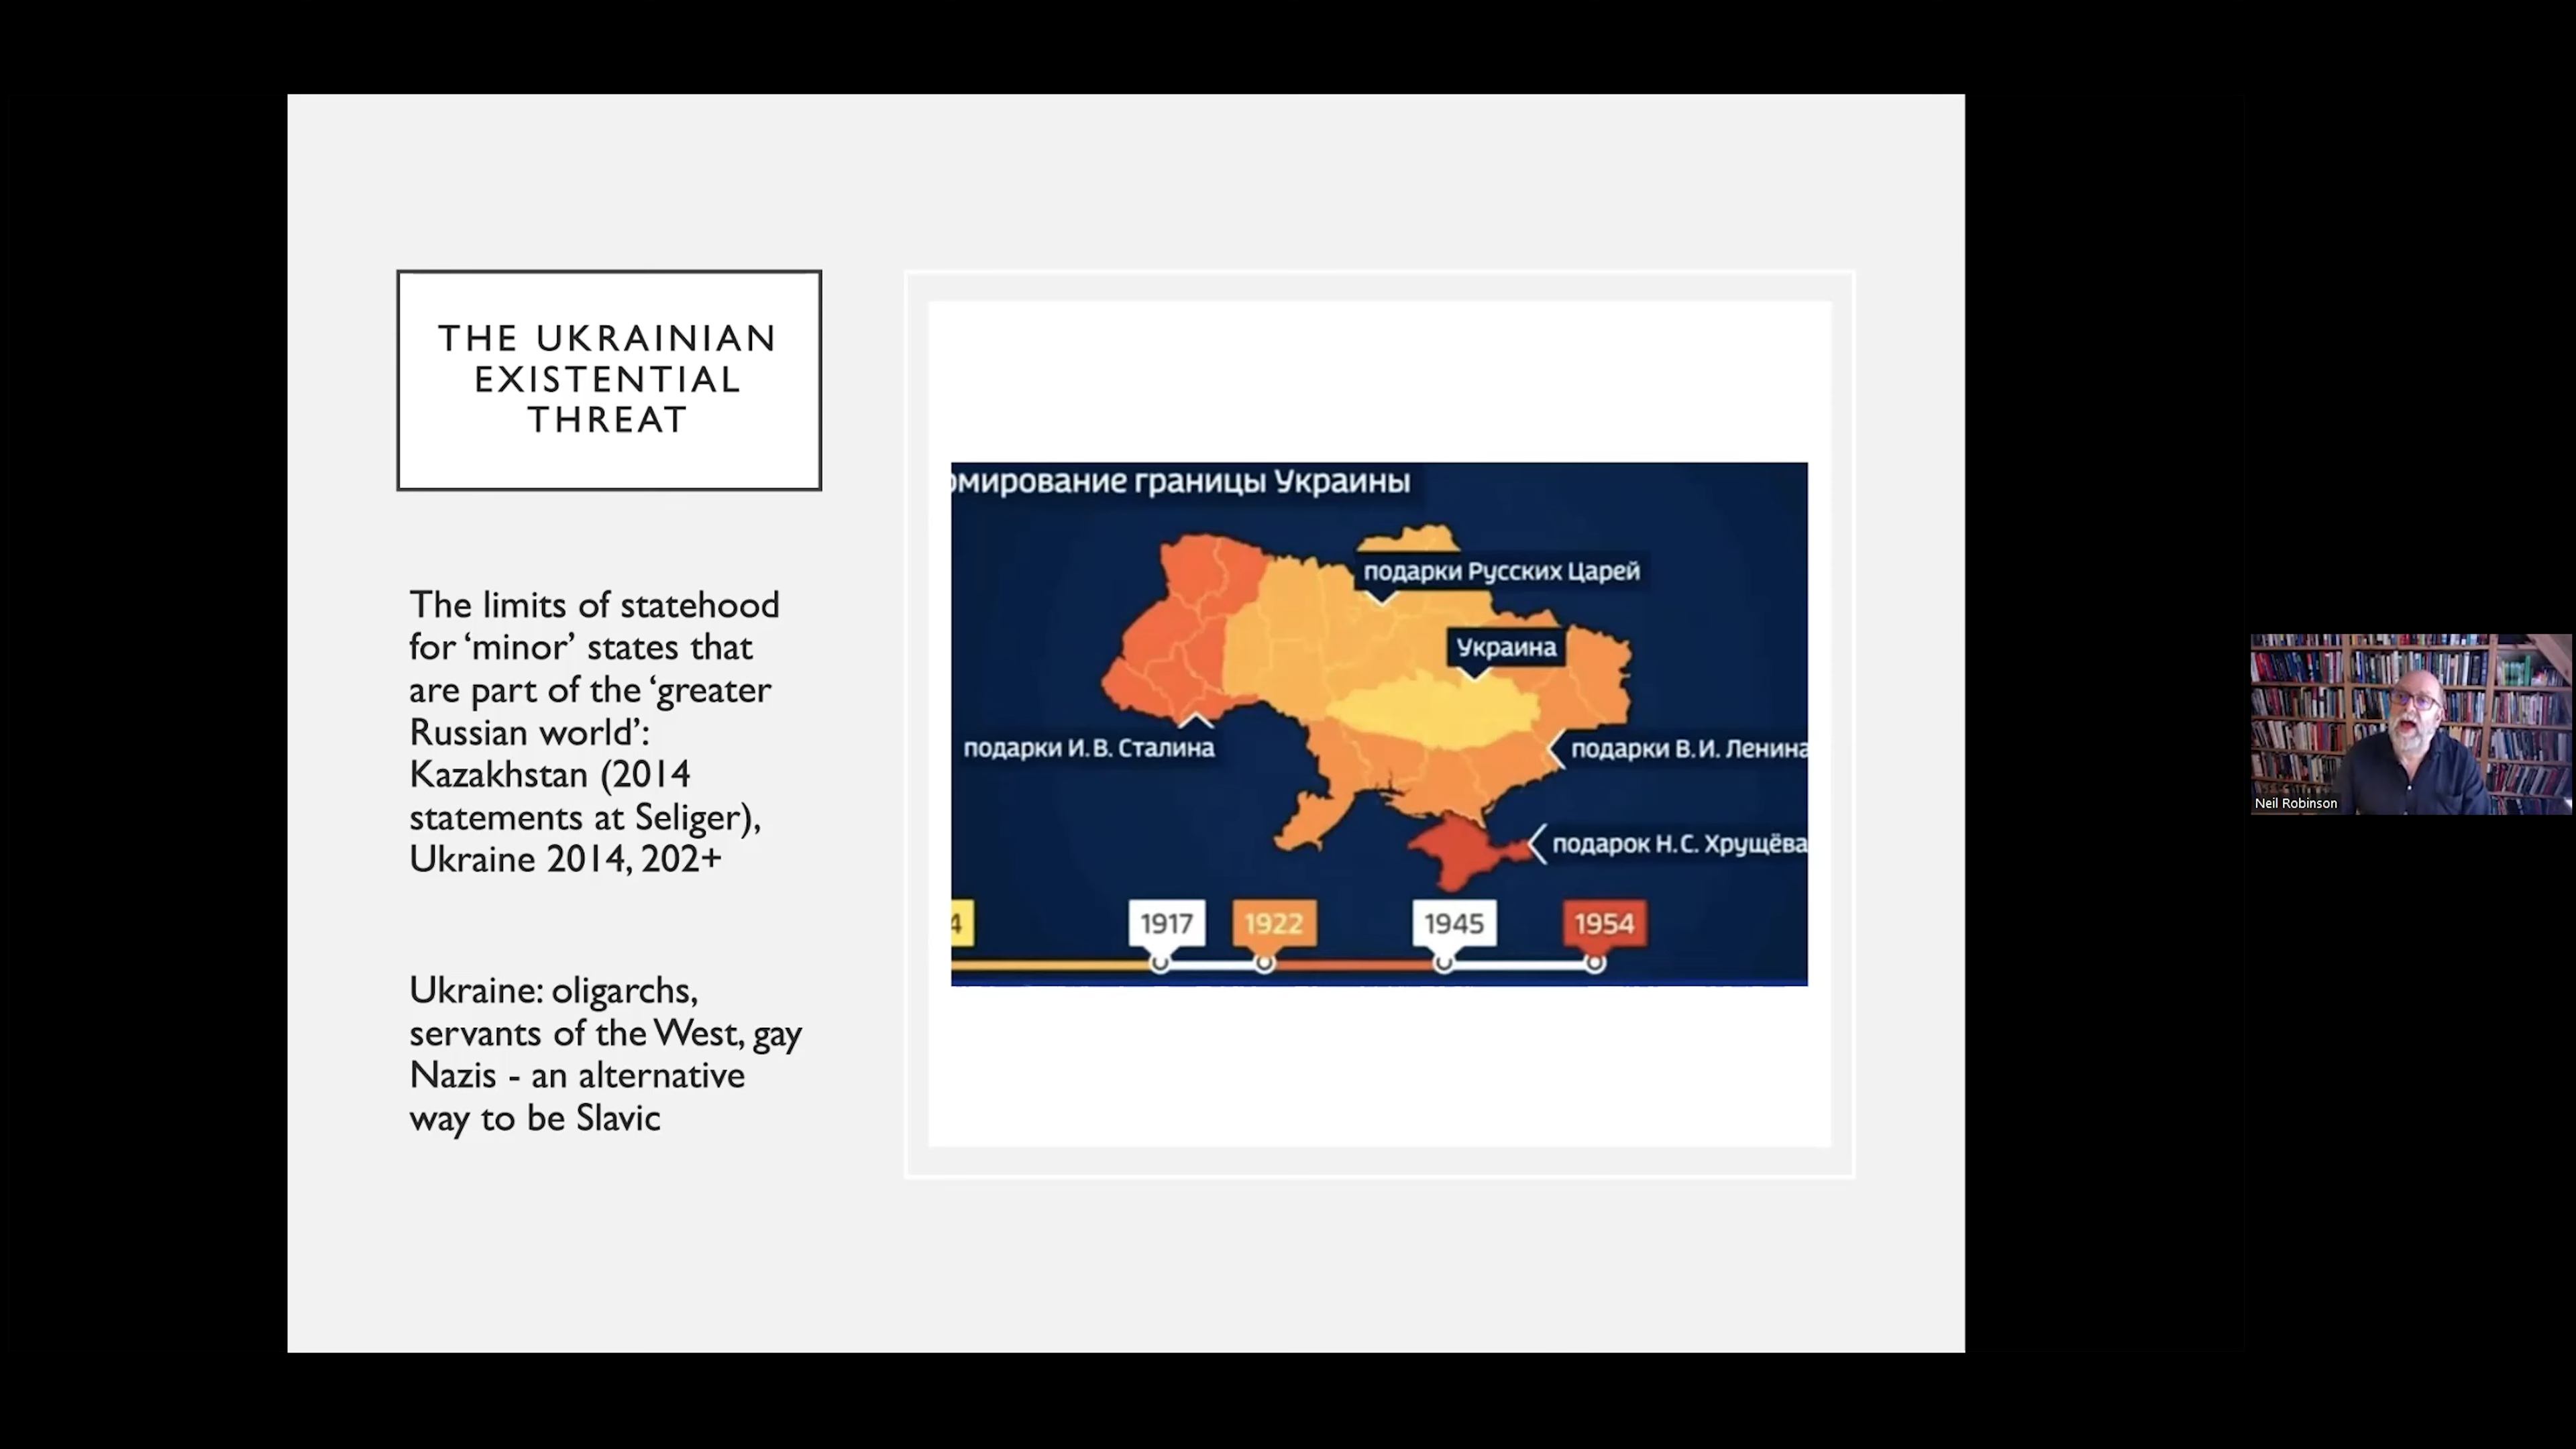 THE UKRAINIAN
EXISTENTIAL
THREAT
The limits of statehood
for ‘minor’ states that
are part of the ‘greater
Russian world’:
Kazakhstan (2014
statements at Seliger),
Ukraine 2014, 202+
Ukraine: oligarchs,
servants of the West, gay
Nazis - an alternative
way to be Slavic
омирование границы Украины
подарки Русских Царей
Украина
подарки И. В. Сталина
подарки В. И. Ленина
подарок Н. С. Хрущёва
4
1917
1922
1945
1954
Neil Robinson